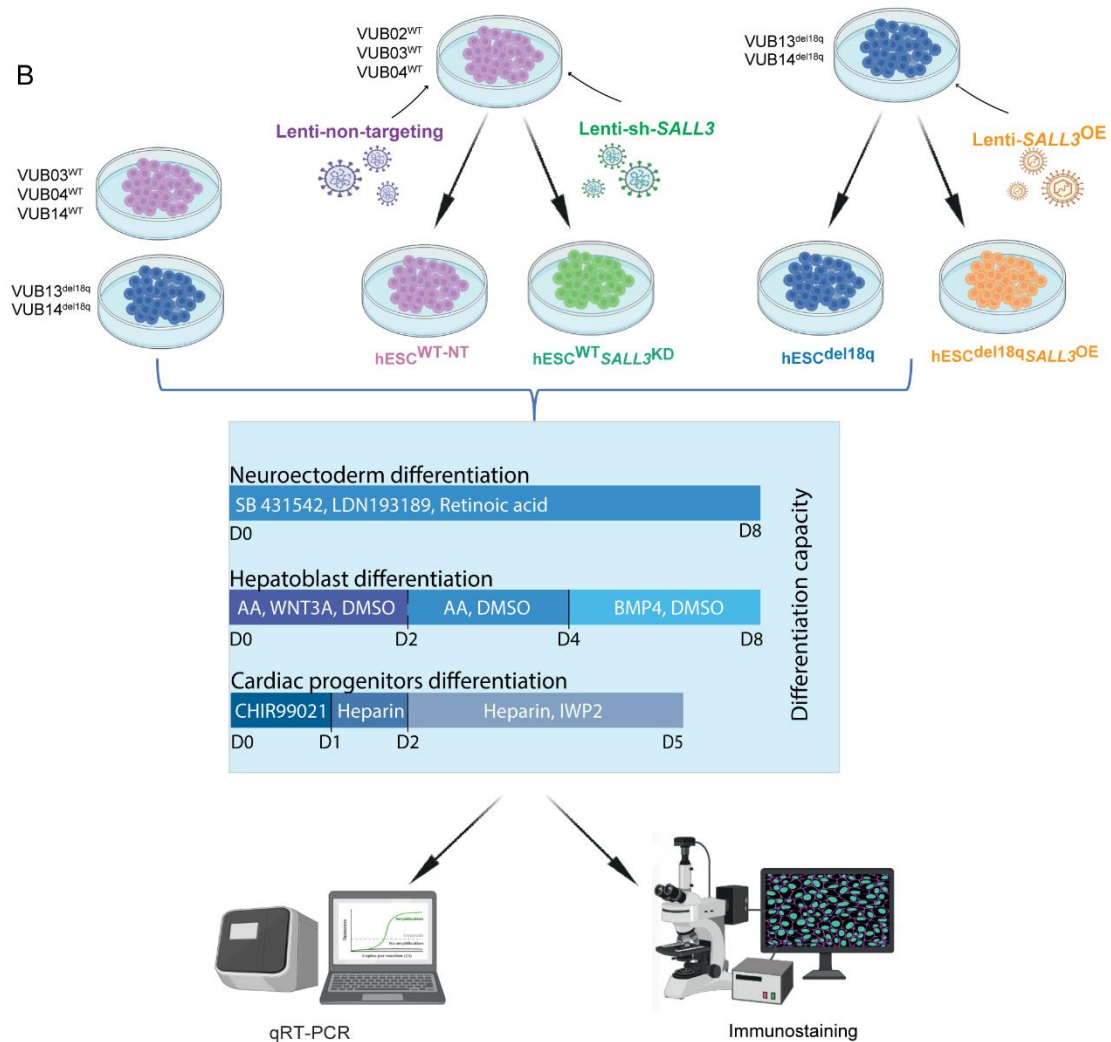 B
VUB02ᵂᵀ
VUB03ᵂᵀ
VUB04ᵂᵀ
VUB13ᵈᵉˡ¹⁸q
VUB14ᵈᵉˡ¹⁸q
Lenti-non-targeting
Lenti-sh-SALL3
Lenti-SALL3ᴼᴱ
VUB03ᵂᵀ
VUB04ᵂᵀ
VUB14ᵂᵀ
VUB13ᵈᵉˡ¹⁸q
VUB14ᵈᵉˡ¹⁸q
hESCᵂᵀ⁻ᴺᵀ
hESCᵂᵀSALL3ᴷᴰ
hESCᵈᵉˡ¹⁸q
hESCᵈᵉˡ¹⁸qSALL3ᴼᴱ
Neuroectoderm differentiation
SB 431542, LDN193189, Retinoic acid
D0 D8
Hepatoblast differentiation
AA, WNT3A, DMSO AA, DMSO BMP4, DMSO
D0 D2 D4 D8
Cardiac progenitors differentiation
CHIR99021 Heparin Heparin, IWP2
D0 D1 D2 D5
Differentiation capacity
Amplification
No amplification
qRT-PCR
Immunostaining